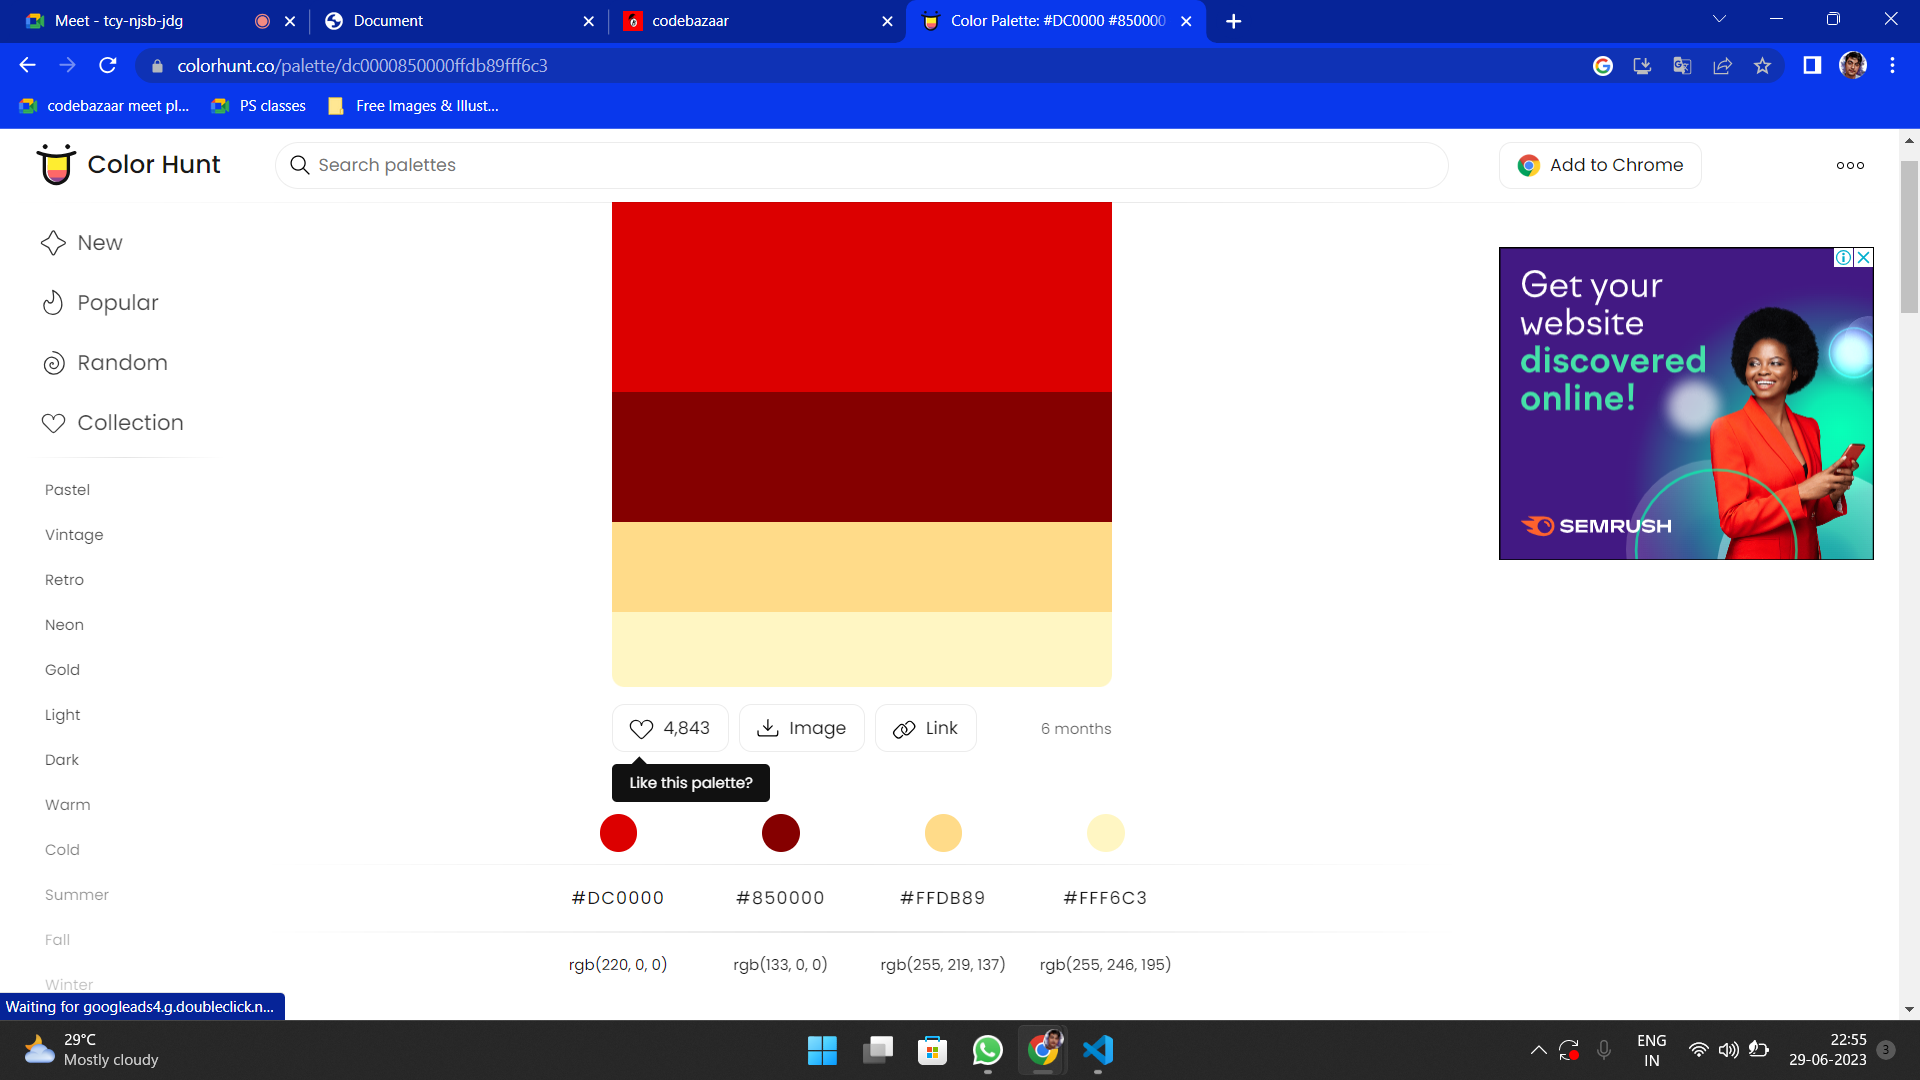 Meet - tcy-njsb-jdg
Document
codebazaar
Color Palette: #DC0000 #850000
colorhunt.co/palette/dc0000850000ffdb89fff6c3
codebazaar meet pl...
PS classes
Free Images & Illust...
Color Hunt
Search palettes
Add to Chrome
New
Popular
Random
Collection
Pastel
Vintage
Retro
Neon
Gold
Light
Dark
Warm
Cold
Summer
Fall
Winter
Get your
website
discovered
online!
SEMRUSH
4,843
Image
Link
6 months
Like this palette?
#DC0000
#850000
#FFDB89
#FFF6C3
rgb(220, 0, 0)
rgb(133, 0, 0)
rgb(255, 219, 137)
rgb(255, 246, 195)
Waiting for googleads4.g.doubleclick.n...
29°C
Mostly cloudy
ENG
IN
22:55
29-06-2023
3